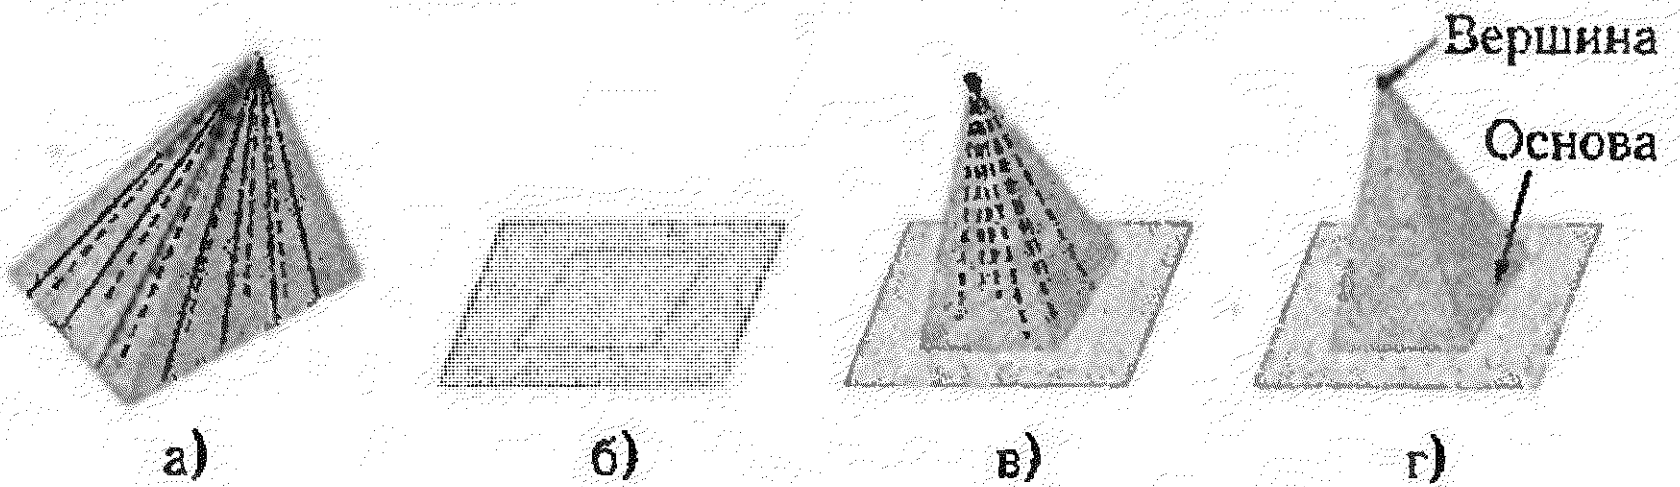 Вершина
Основа
а)
б)
в)
г)